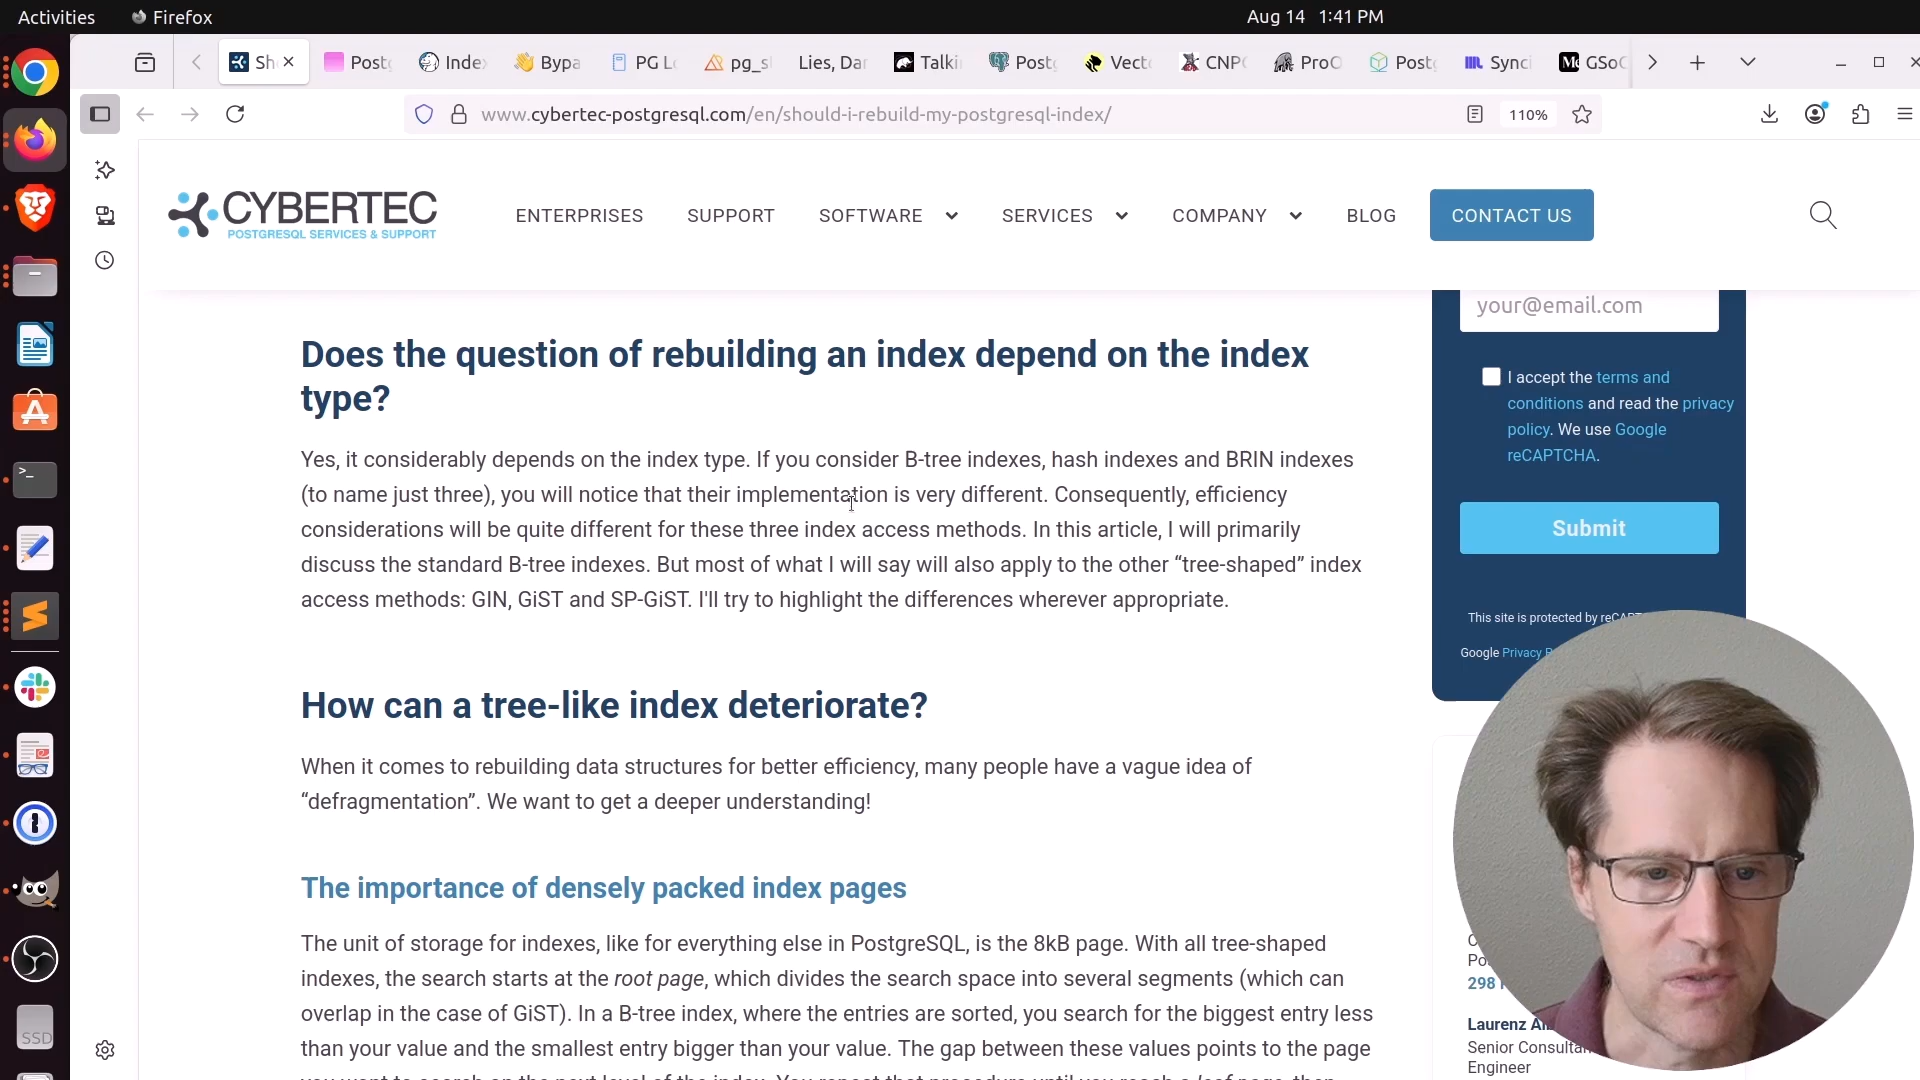 Activities Firefox Aug 14 1:41 PM
Sh Postg Index Bypa PG Lo pg_s Lies, Dar Talki Postg Vecto CNPG ProO Postg Synci GSoC
www.cybertec-postgresql.com/en/should-i-rebuild-my-postgresql-index/ 110%
CYBERTEC
POSTGRESQL SERVICES & SUPPORT
ENTERPRISES SUPPORT SOFTWARE SERVICES COMPANY BLOG CONTACT US
Does the question of rebuilding an index depend on the index
type?
Yes, it considerably depends on the index type. If you consider B-tree indexes, hash indexes and BRIN indexes
(to name just three), you will notice that their implementation is very different. Consequently, efficiency
considerations will be quite different for these three index access methods. In this article, I will primarily
discuss the standard B-tree indexes. But most of what I will say will also apply to the other “tree-shaped” index
access methods: GIN, GiST and SP-GiST. I'll try to highlight the differences wherever appropriate.
How can a tree-like index deteriorate?
When it comes to rebuilding data structures for better efficiency, many people have a vague idea of
“defragmentation”. We want to get a deeper understanding!
The importance of densely packed index pages
The unit of storage for indexes, like for everything else in PostgreSQL, is the 8kB page. With all tree-shaped
indexes, the search starts at the root page, which divides the search space into several segments (which can
overlap in the case of GiST). In a B-tree index, where the entries are sorted, you search for the biggest entry less
than your value and the smallest entry bigger than your value. The gap between these values points to the page
your@email.com
I accept the terms and
conditions and read the privacy
policy. We use Google
reCAPTCHA.
Submit
This site is protected by
Google
298
Laurenz
Senior
Engineer
SSD